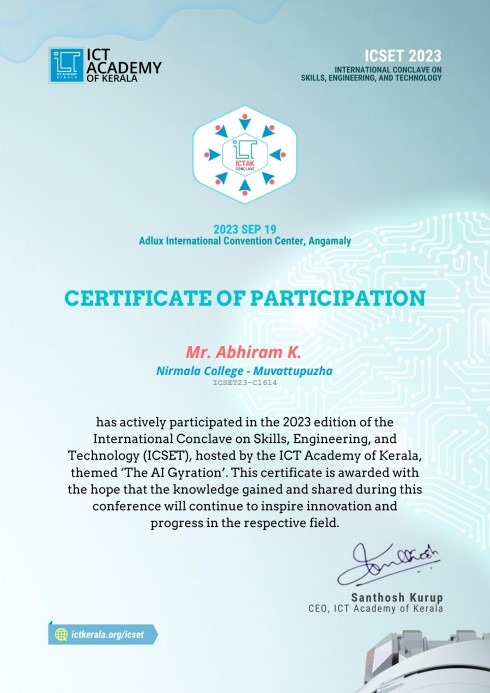 ICT
ACADEMY
OF KERALA
ICT ACADEMY
KERALA
ICSET 2023
INTERNATIONAL CONCLAVE ON
SKILLS, ENGINEERING, AND TECHNOLOGY
ICTAK
CONCLAVE
2023 SEP 19
Adlux International Convention Center, Angamaly
CERTIFICATE OF PARTICIPATION
Mr. Abhiram K.
Nirmala College - Muvattupuzha
ICSET23-C1614
has actively participated in the 2023 edition of the
International Conclave on Skills, Engineering, and
Technology (ICSET), hosted by the ICT Academy of Kerala,
themed ‘The AI Gyration’. This certificate is awarded with
the hope that the knowledge gained and shared during this
conference will continue to inspire innovation and
progress in the respective field.
Santhosh Kurup
CEO, ICT Academy of Kerala
ictkerala.org/icset